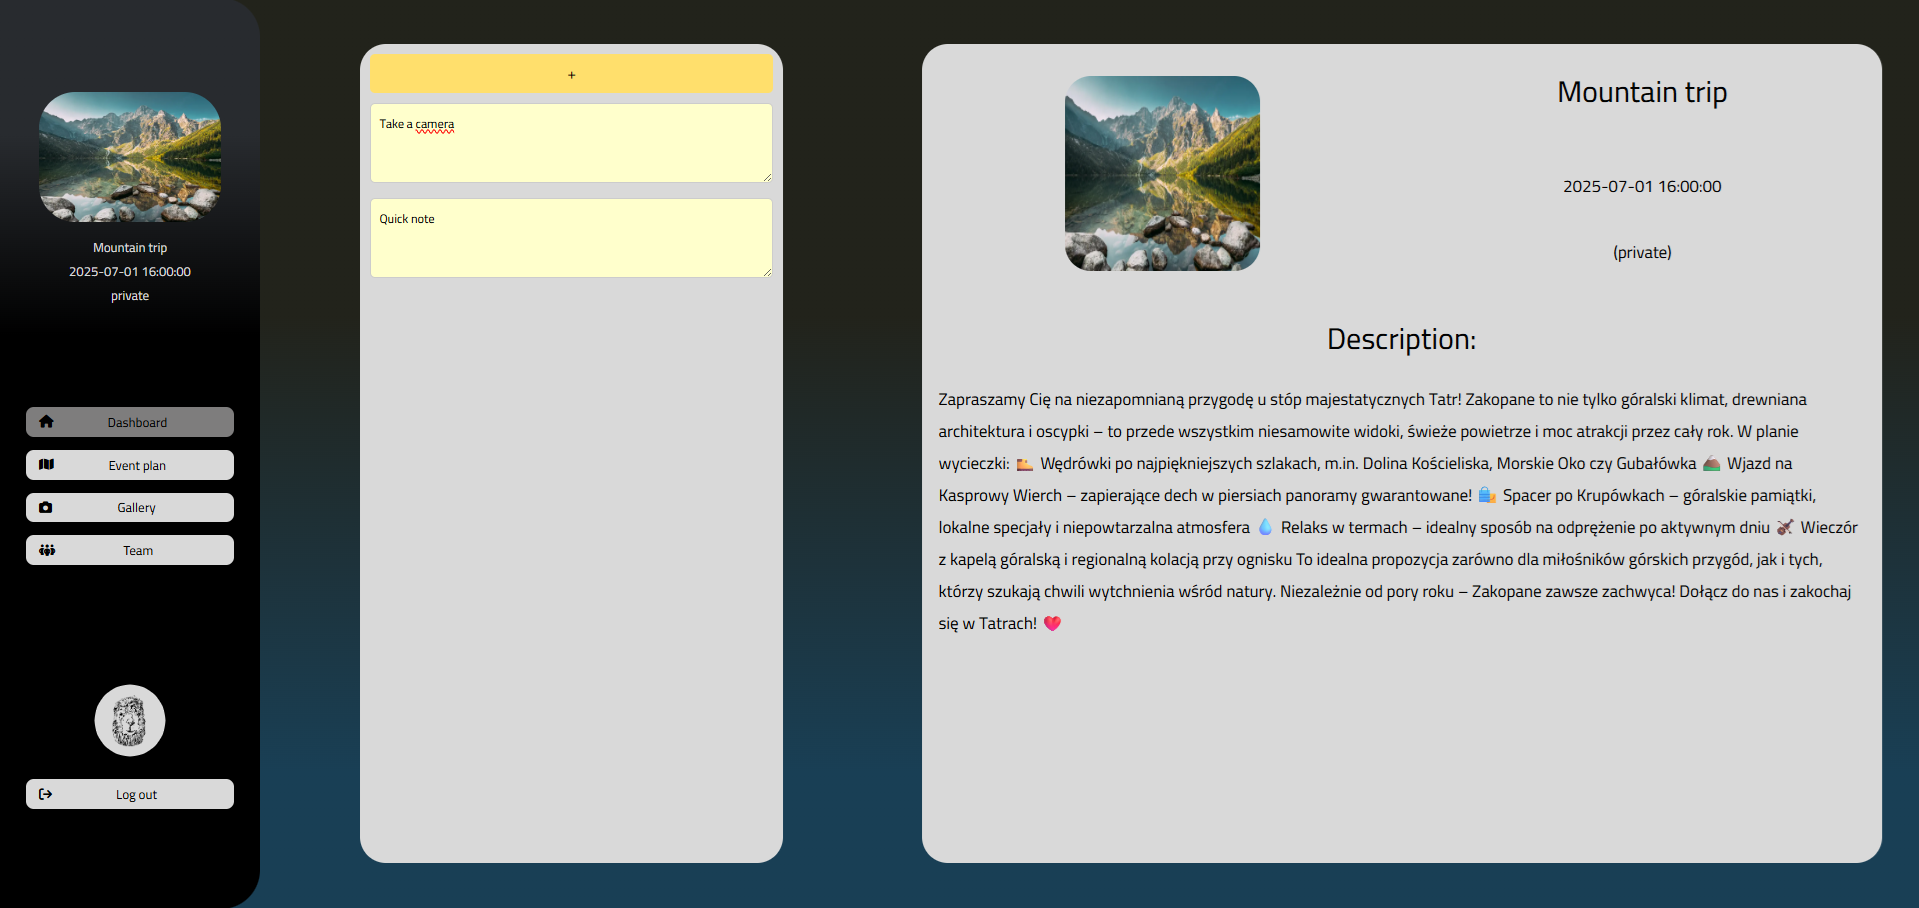 Mountain trip
2025-07-01 16:00:00
private
Dashboard
Event plan
Gallery
Team
Log out
+
Take a camera
Quick note
Mountain trip
2025-07-01 16:00:00
(private)
Description:
Zapraszamy Cię na niezapomnianą przygodę u stóp majestatycznych Tatr! Zakopane to nie tylko góralski klimat, drewniana
architektura i oscypki – to przede wszystkim niesamowite widoki, świeże powietrze i moc atrakcji przez cały rok. W planie
wycieczki: 🥾 Wędrówki po najpiękniejszych szlakach, m.in. Dolina Kościeliska, Morskie Oko czy Gubałówka 🚠 Wjazd na
Kasprowy Wierch – zapierające dech w piersiach panoramy gwarantowane! 🛍️ Spacer po Krupówkach – góralskie pamiątki,
lokalne specjały i niepowtarzalna atmosfera 💧 Relaks w termach – idealny sposób na odprężenie po aktywnym dniu 🎻 Wieczór
z kapelą góralską i regionalną kolacją przy ognisku To idealna propozycja zarówno dla miłośników górskich przygód, jak i tych,
którzy szukają chwili wytchnienia wśród natury. Niezależnie od pory roku – Zakopane zawsze zachwyca! Dołącz do nas i zakochaj
się w Tatrach! ❤️